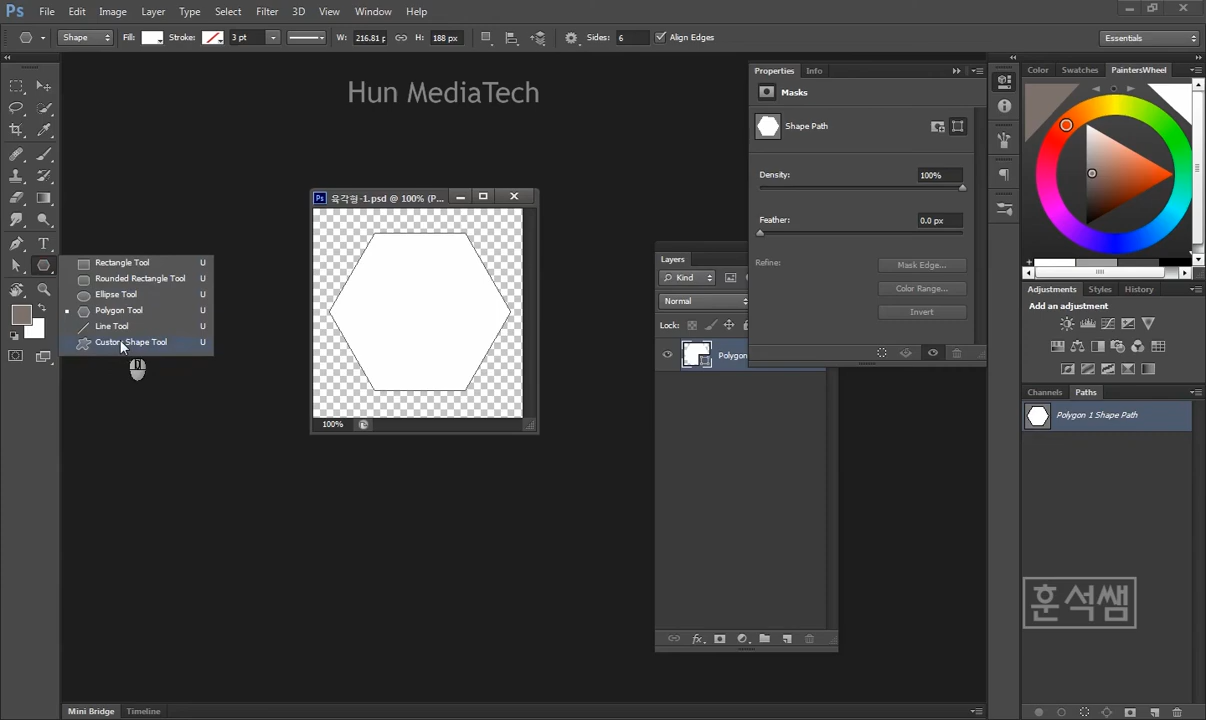 Ps File Edit Image Layer Type Select Filter 3D View Window Help
Shape Fill: Stroke: 3 pt W: 216.81 H: 188 px Sides: 6 Align Edges Essentials
Hun MediaTech
Properties Info
Masks
Shape Path
Density: 100%
Feather: 0.0 px
Refine: Mask Edge...
Color Range...
Invert
Color Swatches PaintersWheel
Adjustments Styles History
Add an adjustment
Channels Paths
Polygon 1 Shape Path
Ps 육각형-1.psd @ 100% (P...
100%
Rectangle Tool U
Rounded Rectangle Tool U
Ellipse Tool U
Polygon Tool U
Line Tool U
Custom Shape Tool U
Layers
Kind
Normal
Lock:
Polygon
fx
훈석쌤
Mini Bridge Timeline